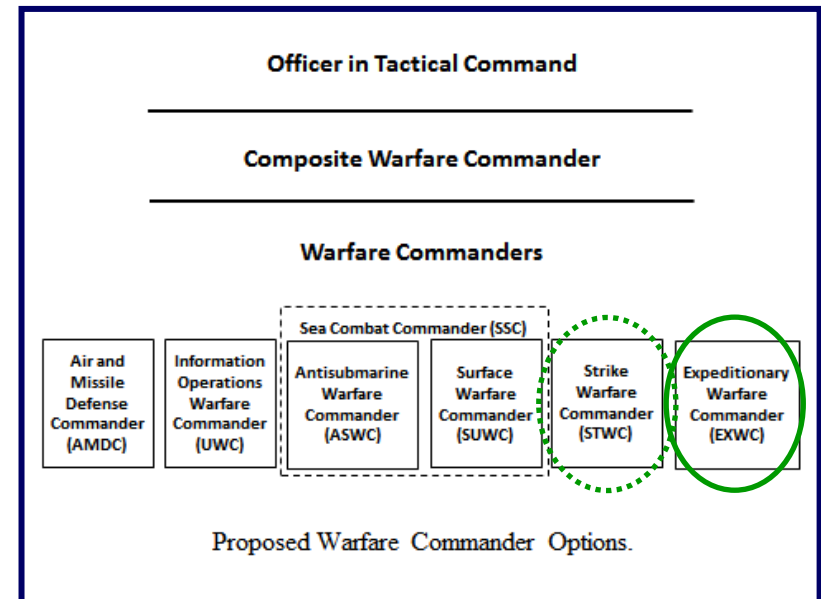 Officer in Tactical Command
Composite Warfare Commander
Warfare Commanders
Sea Combat Commander (SSC)
Air and
Missile
Defense
Commander
(AMDC)
Information
Operations
Warfare
Commander
(UWC)
Antisubmarine
Warfare
Commander
(ASWC)
Surface
Warfare
Commander
(SUWC)
Strike
Warfare
Commander
(STWC)
Expeditionary
Warfare
Commander
(EXWC)
Proposed Warfare Commander Options.